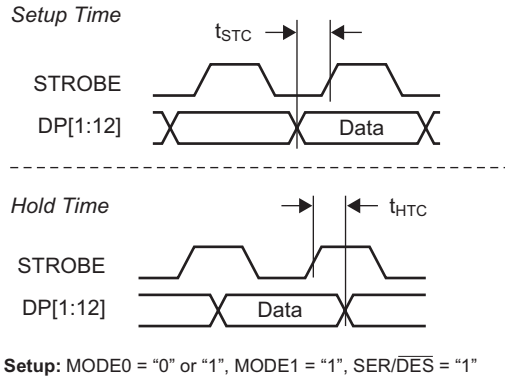 Setup Time
tSTC
STROBE
DP[1:12]
Data
Hold Time
tHTC
STROBE
DP[1:12]
Data
Setup: MODE0 = “0” or “1”, MODE1 = “1”, SER/D̅E̅S̅ = “1”